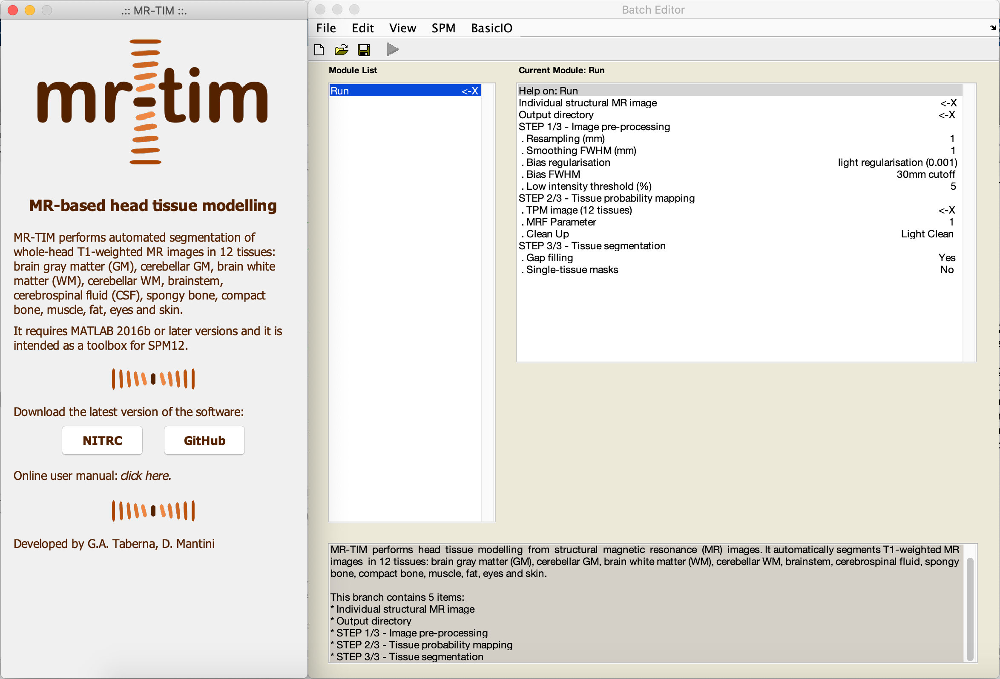 .:: MR-TIM ::.
mr-tim
MR-based head tissue modelling
MR-TIM performs automated segmentation of
whole-head T1-weighted MR images in 12 tissues:
brain gray matter (GM), cerebellar GM, brain white
matter (WM), cerebellar WM, brainstem,
cerebrospinal fluid (CSF), spongy bone, compact
bone, muscle, fat, eyes and skin.
It requires MATLAB 2016b or later versions and it is
intended as a toolbox for SPM12.
Download the latest version of the software:
NITRC GitHub
Online user manual: click here.
Developed by G.A. Taberna, D. Mantini
Batch Editor
File Edit View SPM BasicIO
Module List
Run <-X
Current Module: Run
Help on: Run
Individual structural MR image <-X
Output directory <-X
STEP 1/3 - Image pre-processing
. Resampling (mm) 1
. Smoothing FWHM (mm) 1
. Bias regularisation light regularisation (0.001)
. Bias FWHM 30mm cutoff
. Low intensity threshold (%) 5
STEP 2/3 - Tissue probability mapping
. TPM image (12 tissues) <-X
. MRF Parameter 1
. Clean Up Light Clean
STEP 3/3 - Tissue segmentation
. Gap filling Yes
. Single-tissue masks No
MR-TIM performs head tissue modelling from structural magnetic resonance (MR) images. It automatically segments T1-weighted MR
images in 12 tissues: brain gray matter (GM), cerebellar GM, brain white matter (WM), cerebellar WM, brainstem, cerebrospinal fluid, spongy
bone, compact bone, muscle, fat, eyes and skin.
This branch contains 5 items:
* Individual structural MR image
* Output directory
* STEP 1/3 - Image pre-processing
* STEP 2/3 - Tissue probability mapping
* STEP 3/3 - Tissue segmentation